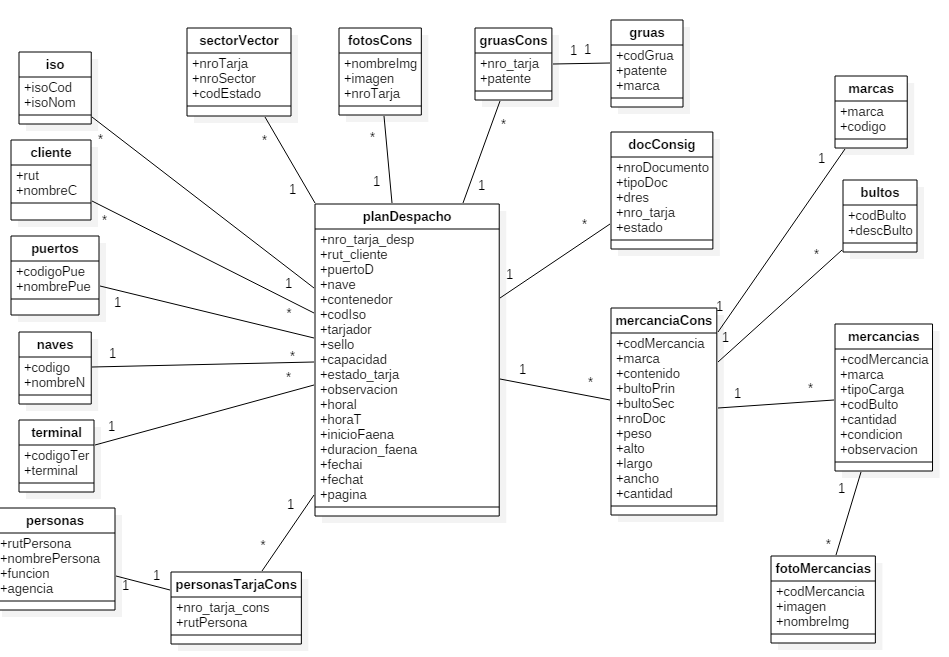 iso
+isoCod
+isoNom
*
sectorVector
+nroTarja
+nroSector
+codEstado
*
1
fotosCons
+nombreImg
+imagen
+nroTarja
*
1
gruasCons
+nro_tarja
+patente
*
1
1 1
gruas
+codGrua
+patente
+marca
marcas
+marca
+codigo
1
cliente
+rut
+nombreC
*
docConsig
+nroDocumento
+tipoDoc
+dres
+nro_tarja
+estado
*
1
bultos
+codBulto
+descBulto
*
puertos
+codigoPue
+nombrePue
1
planDespacho
+nro_tarja_desp
+rut_cliente
+puertoD
+nave
+contenedor
+codIso
+tarjador
+sello
+capacidad
+estado_tarja
+observacion
+horaI
+horaT
+inicioFaena
+duracion_faena
+fechai
+fechat
+pagina
1
*
*
*
1
*
mercanciaCons
+codMercancia
+marca
+contenido
+bultoPrin
+bultoSec
+nroDoc
+peso
+alto
+largo
+ancho
+cantidad
1
1
1
*
mercancias
+codMercancia
+marca
+tipoCarga
+codBulto
+cantidad
+condicion
+observacion
1
*
naves
+codigo
+nombreN
1
terminal
+codigoTer
+terminal
1
personas
+rutPersona
+nombrePersona
+funcion
+agencia
1
1
1
*
personasTarjaCons
+nro_tarja_cons
+rutPersona
fotoMercancias
+codMercancia
+imagen
+nombreImg